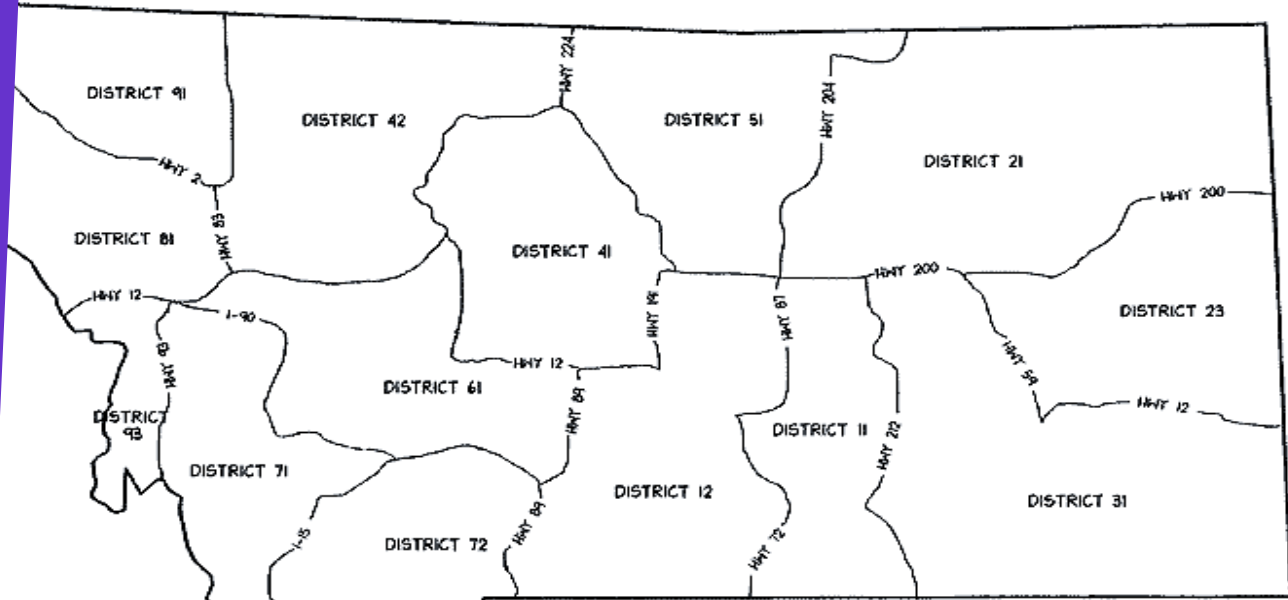 HWY 224
DISTRICT 91
DISTRICT 42
DISTRICT 51
HWY 204
DISTRICT 21
HWY 2
HWY 200
HWY 83
DISTRICT 81
DISTRICT 41
HWY 200
HWY 12
I-90
HWY 191
HWY 87
DISTRICT 23
HWY 93
HWY 12
DISTRICT 61
HWY 59
HWY 12
HWY 89
DISTRICT
93
DISTRICT 11
HWY 212
DISTRICT 71
DISTRICT 12
DISTRICT 31
HWY 89
I-15
DISTRICT 72
HWY 72